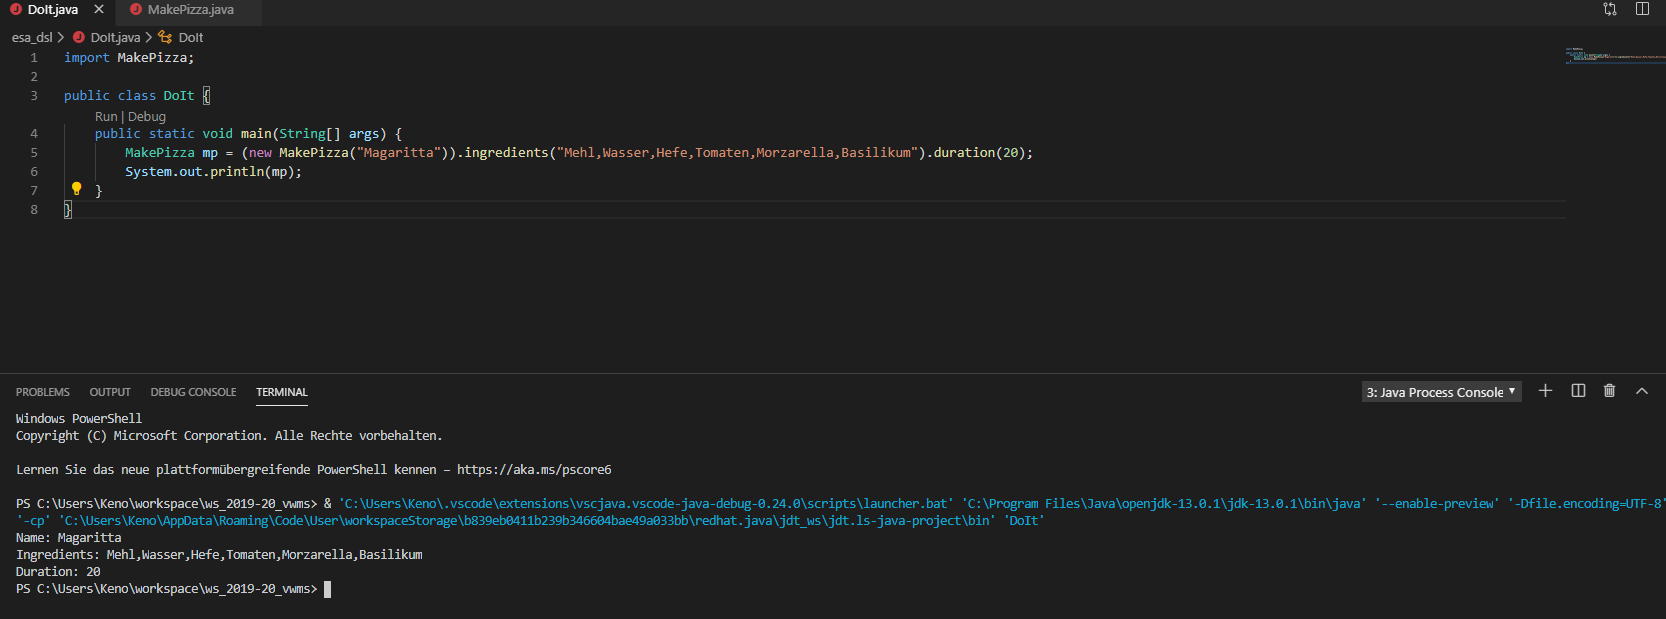 DoIt.java MakePizza.java
esa_dsl > DoIt.java > DoIt
1 import MakePizza;
2
3 public class DoIt {
Run | Debug
4 public static void main(String[] args) {
5 MakePizza mp = (new MakePizza("Magaritta")).ingredients("Mehl,Wasser,Hefe,Tomaten,Morzarella,Basilikum").duration(20);
6 System.out.println(mp);
7 }
8 }
PROBLEMS OUTPUT DEBUG CONSOLE TERMINAL 3: Java Process Console
Windows PowerShell
Copyright (C) Microsoft Corporation. Alle Rechte vorbehalten.
Lernen Sie das neue plattformübergreifende PowerShell kennen – https://aka.ms/pscore6
PS C:\Users\Keno\workspace\ws_2019-20_vwms> & 'C:\Users\Keno\.vscode\extensions\vscjava.vscode-java-debug-0.24.0\scripts\launcher.bat' 'C:\Program Files\Java\openjdk-13.0.1\jdk-13.0.1\bin\java' '--enable-preview' '-Dfile.encoding=UTF-8'
'-cp' 'C:\Users\Keno\AppData\Roaming\Code\User\workspaceStorage\b839eb0411b239b346604bae49a033bb\redhat.java\jdt_ws\jdt.ls-java-project\bin' 'DoIt'
Name: Magaritta
Ingredients: Mehl,Wasser,Hefe,Tomaten,Morzarella,Basilikum
Duration: 20
PS C:\Users\Keno\workspace\ws_2019-20_vwms>